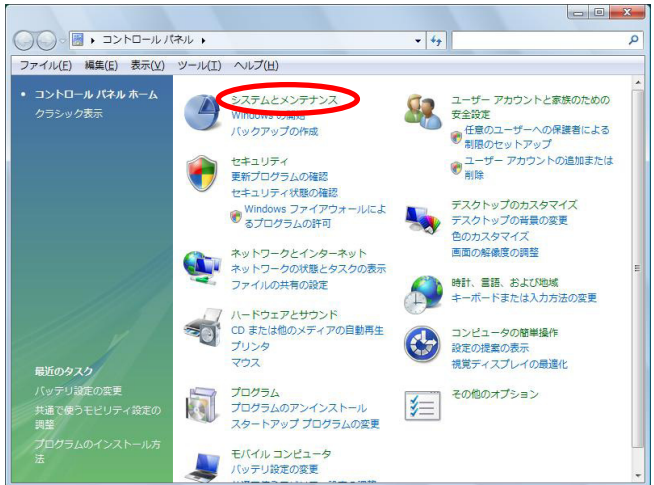 コントロール パネル
ファイル(F) 編集(E) 表示(V) ツール(T) ヘルプ(H)
コントロール パネル ホーム
クラシック表示
最近のタスク
バッテリ設定の変更
共通で使うモビリティ設定の
調整
プログラムのインストール方
法
システムとメンテナンス
Windows の開始
バックアップの作成
セキュリティ
更新プログラムの確認
セキュリティ状態の確認
Windows ファイアウォールによ
るプログラムの許可
ネットワークとインターネット
ネットワークの状態とタスクの表示
ファイルの共有の設定
ハードウェアとサウンド
CD または他のメディアの自動再生
プリンタ
マウス
プログラム
プログラムのアンインストール
スタートアップ プログラムの変更
モバイル コンピュータ
バッテリ設定の変更
ユーザー アカウントと家族のための
安全設定
任意のユーザーへの保護者による
制限のセットアップ
ユーザー アカウントの追加または
削除
デスクトップのカスタマイズ
デスクトップの背景の変更
色のカスタマイズ
画面の解像度の調整
時計、言語、および地域
キーボードまたは入力方法の変更
コンピュータの簡単操作
設定の提案の表示
視覚ディスプレイの最適化
その他のオプション